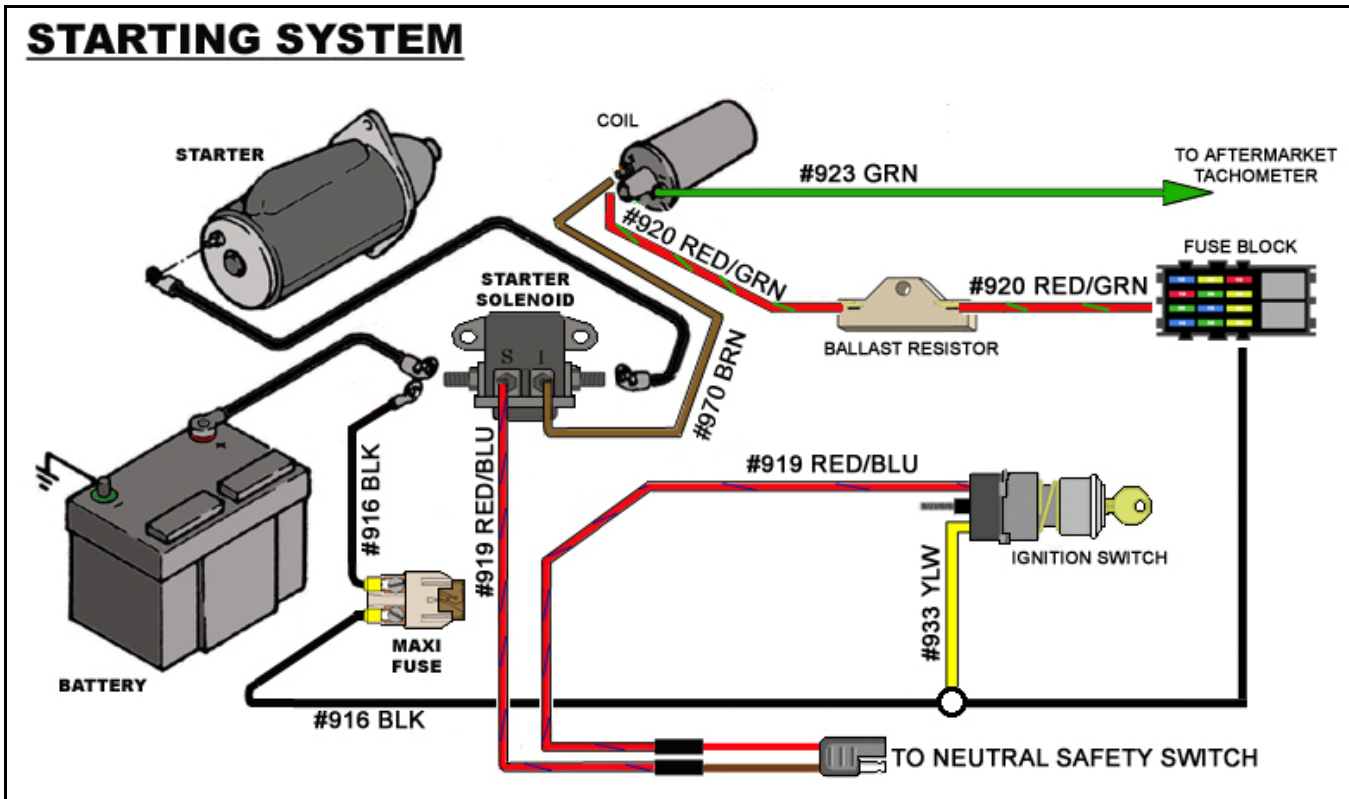 STARTING SYSTEM
COIL
STARTER
#923 GRN
TO AFTERMARKET
TACHOMETER
#920 RED/GRN
FUSE BLOCK
STARTER
SOLENOID
#920 RED/GRN
BALLAST RESISTOR
S I
#970 BRN
+
-
#916 BLK
#919 RED/BLU
#919 RED/BLU
IGNITION SWITCH
#933 YLW
MAXI
FUSE
BATTERY
#916 BLK
TO NEUTRAL SAFETY SWITCH